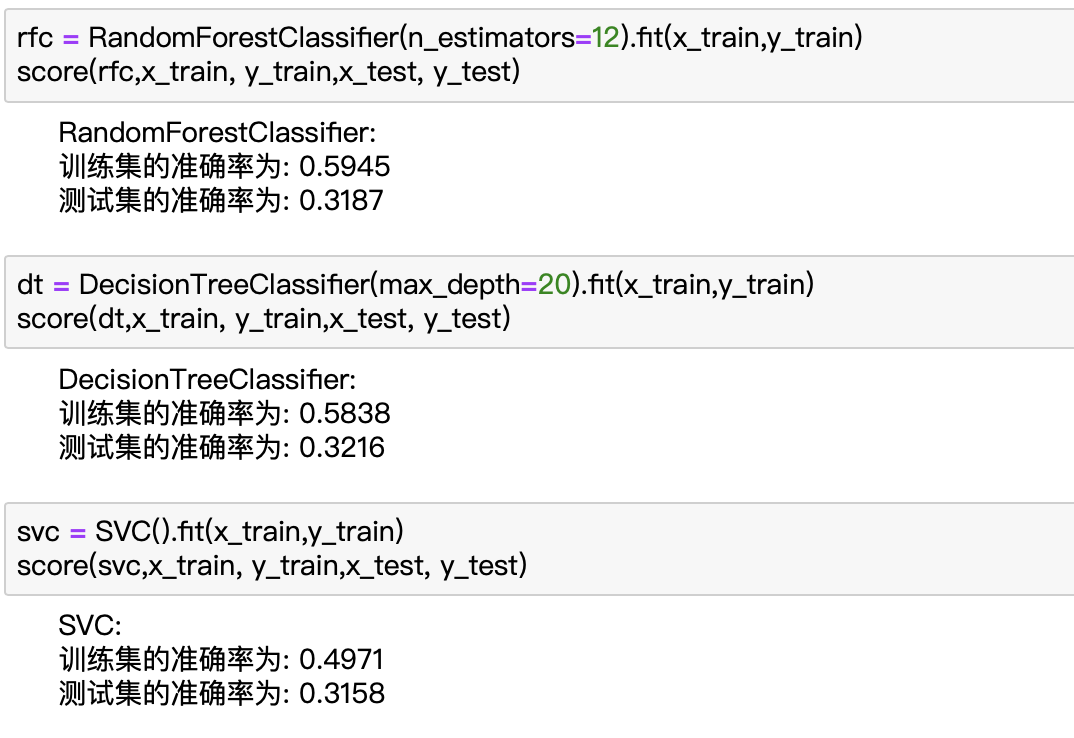 rfc = RandomForestClassifier(n_estimators=12).fit(x_train,y_train)
score(rfc,x_train, y_train,x_test, y_test)
RandomForestClassifier:
训练集的准确率为: 0.5945
测试集的准确率为: 0.3187
dt = DecisionTreeClassifier(max_depth=20).fit(x_train,y_train)
score(dt,x_train, y_train,x_test, y_test)
DecisionTreeClassifier:
训练集的准确率为: 0.5838
测试集的准确率为: 0.3216
svc = SVC().fit(x_train,y_train)
score(svc,x_train, y_train,x_test, y_test)
SVC:
训练集的准确率为: 0.4971
测试集的准确率为: 0.3158